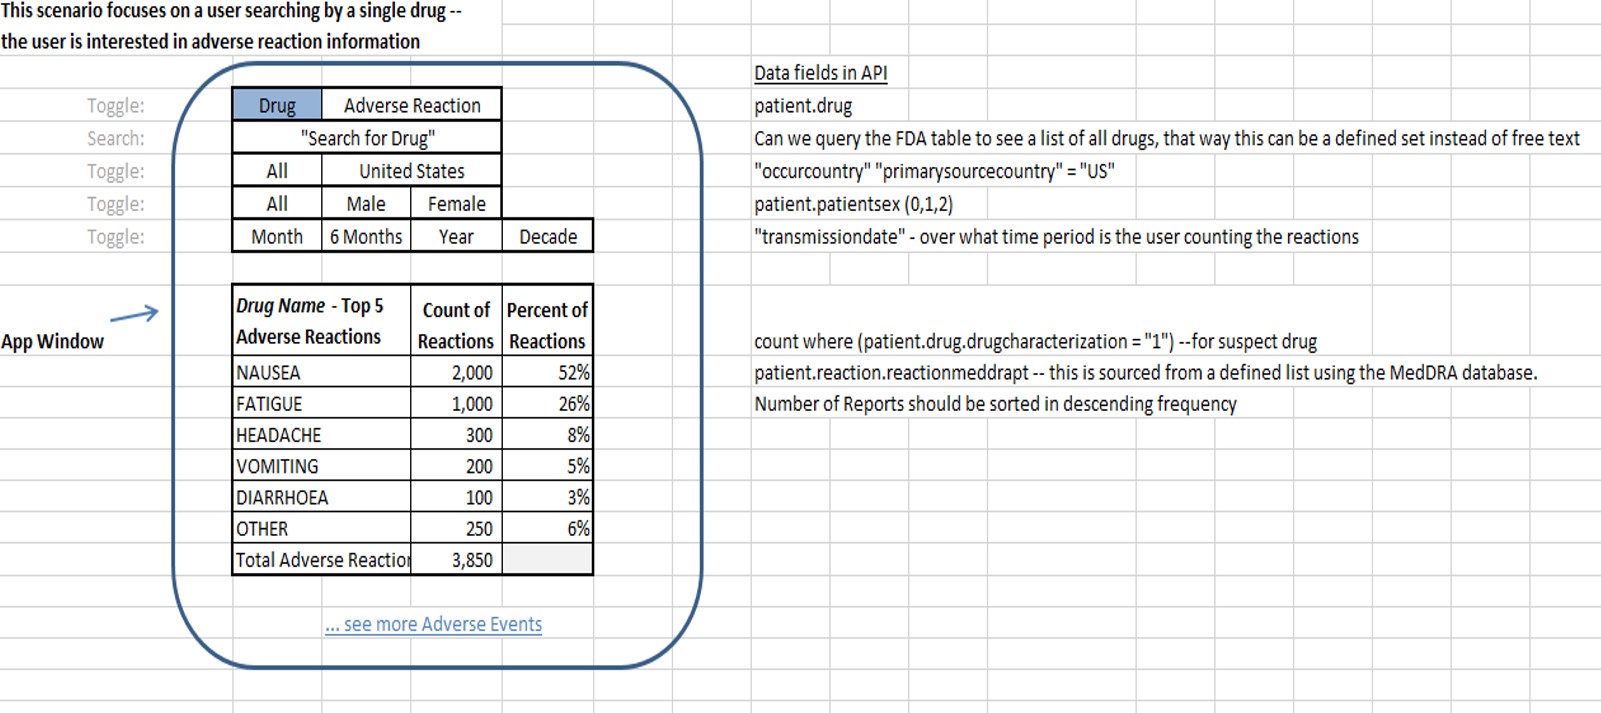 This scenario focuses on a user searching by a single drug --
the user is interested in adverse reaction information
Data fields in API
Toggle: Drug Adverse Reaction patient.drug
Search: "Search for Drug" Can we query the FDA table to see a list of all drugs, that way this can be a defined set instead of free text
Toggle: All United States "occurcountry" "primarysourcecountry" = "US"
Toggle: All Male Female patient.patientsex (0,1,2)
Toggle: Month 6 Months Year Decade "transmissiondate" - over what time period is the user counting the reactions
Drug Name - Top 5 Count of Percent of
App Window Adverse Reactions Reactions Reactions count where (patient.drug.drugcharacterization = "1") --for suspect drug
NAUSEA 2,000 52% patient.reaction.reactionmeddrapt -- this is sourced from a defined list using the MedDRA database.
FATIGUE 1,000 26% Number of Reports should be sorted in descending frequency
HEADACHE 300 8%
VOMITING 200 5%
DIARRHOEA 100 3%
OTHER 250 6%
Total Adverse Reaction 3,850
... see more Adverse Events